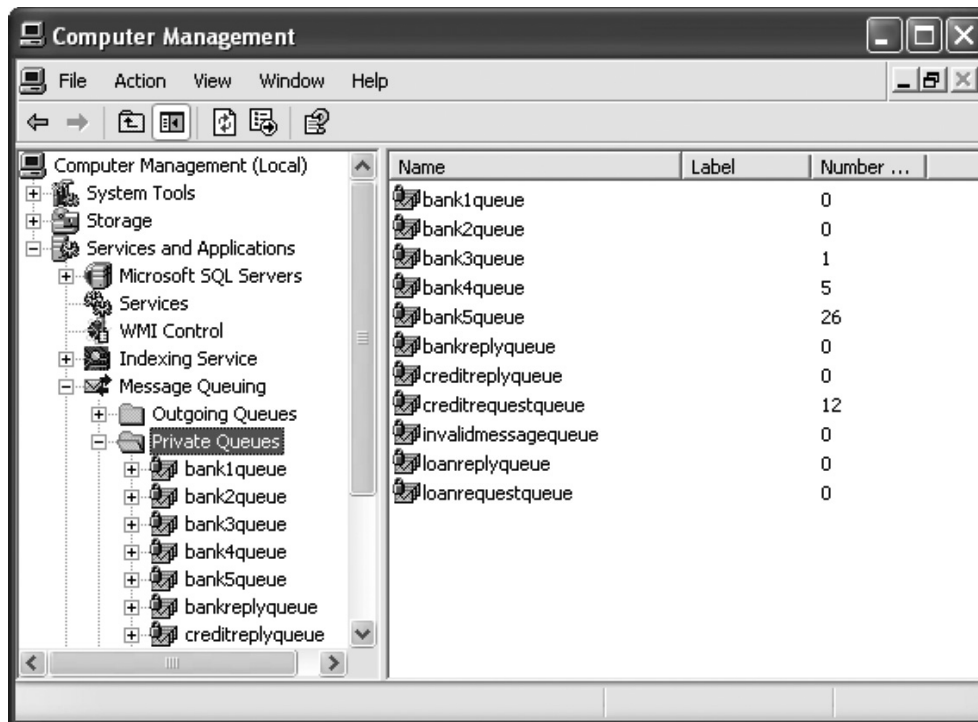 Computer Management
File Action View Window Help
Computer Management (Local)
System Tools
Storage
Services and Applications
Microsoft SQL Servers
Services
WMI Control
Indexing Service
Message Queuing
Outgoing Queues
Private Queues
bank1queue
bank2queue
bank3queue
bank4queue
bank5queue
bankreplyqueue
creditreplyqueue
Name Label Number ...
bank1queue 0
bank2queue 0
bank3queue 1
bank4queue 5
bank5queue 26
bankreplyqueue 0
creditreplyqueue 0
creditrequestqueue 12
invalidmessagequeue 0
loanreplyqueue 0
loanrequestqueue 0